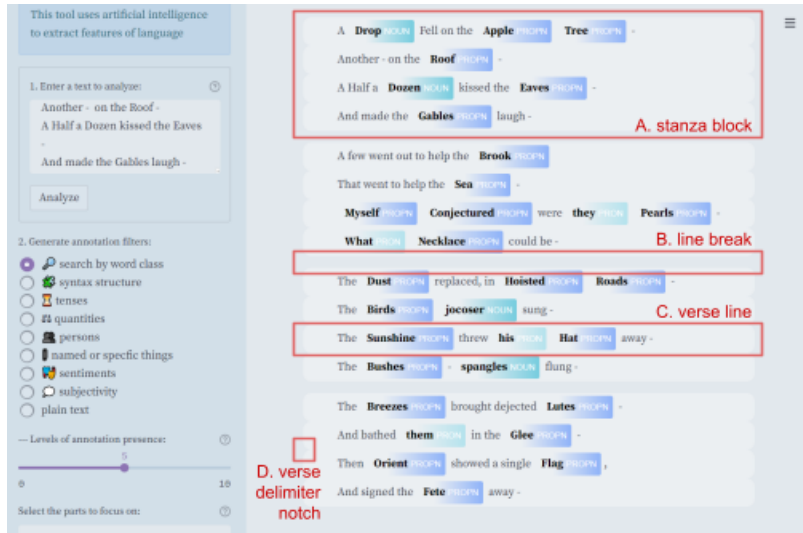 This tool uses artificial intelligence
to extract features of language
1. Enter a text to analyze:
Another - on the Roof -
A Half a Dozen kissed the Eaves
-
And made the Gables laugh -
Analyze
2. Generate annotation filters:
search by word class
syntax structure
tenses
quantities
persons
named or specfic things
sentiments
subjectivity
plain text
— Levels of annotation presence:
5
0 10
Select the parts to focus on:
A Drop NOUN Fell on the Apple PROPN Tree PROPN -
Another - on the Roof PROPN -
A Half a Dozen NOUN kissed the Eaves PROPN -
And made the Gables PROPN laugh -
A. stanza block
A few went out to help the Brook PROPN
That went to help the Sea PROPN -
Myself PROPN Conjectured PROPN were they PRON Pearls PROPN -
What PRON Necklace PROPN could be -
B. line break
The Dust PROPN replaced, in Hoisted PROPN Roads PROPN -
The Birds PROPN jocoser NOUN sung -
C. verse line
The Sunshine PROPN threw his PRON Hat PROPN away -
The Bushes PROPN - spangles NOUN flung -
The Breezes PROPN brought dejected Lutes PROPN -
And bathed them PRON in the Glee PROPN -
Then Orient PROPN showed a single Flag PROPN ,
And signed the Fete PROPN away -
D. verse
delimiter
notch